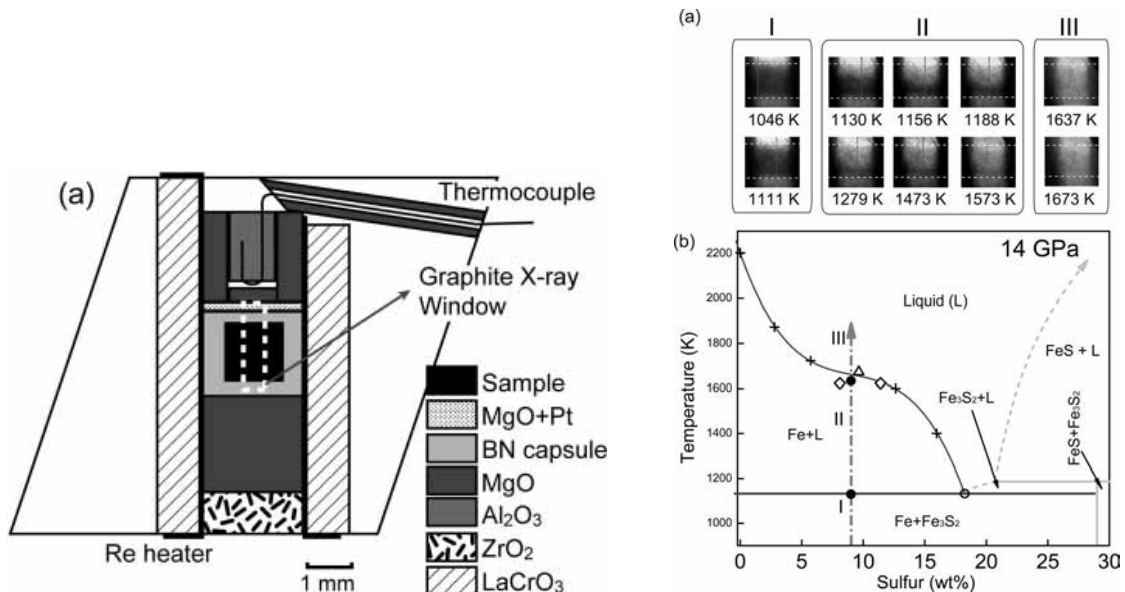 (a)
Thermocouple
Graphite X-ray
Window
Sample
MgO+Pt
BN capsule
MgO
Al₂O₃
ZrO₂
LaCrO₃
Re heater
1 mm
(a)
I
II
III
1046 K
1130 K
1156 K
1188 K
1637 K
1111 K
1279 K
1473 K
1573 K
1673 K
(b)
14 GPa
2200
2000
1800
1600
1400
1200
1000
Temperature (K)
Liquid (L)
III
II
I
Fe+L
FeS + L
Fe₃S₂+L
FeS+Fe₃S₂
Fe+Fe₃S₂
0
5
10
15
20
25
30
Sulfur (wt%)